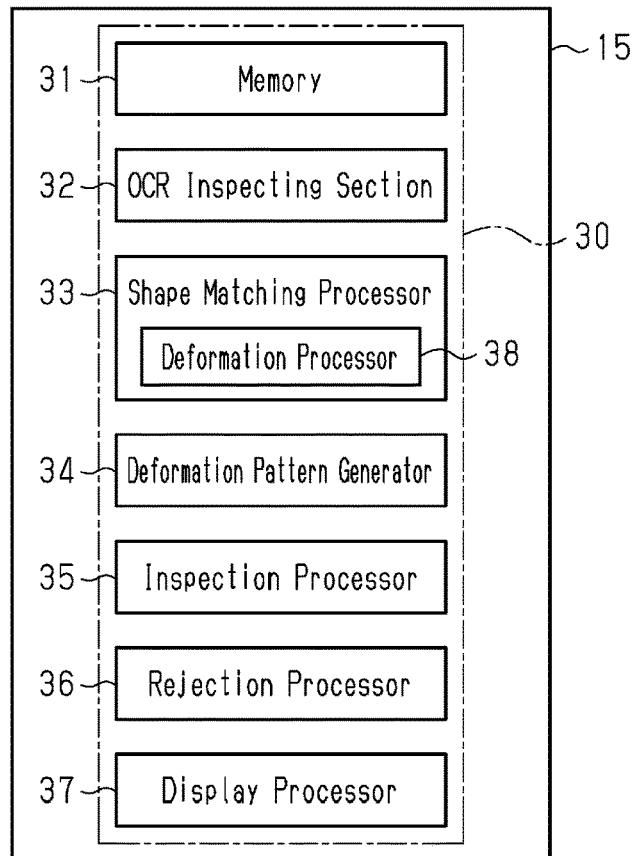 15
31 Memory
32 OCR Inspecting Section
30
33 Shape Matching Processor
Deformation Processor 38
34 Deformation Pattern Generator
35 Inspection Processor
36 Rejection Processor
37 Display Processor